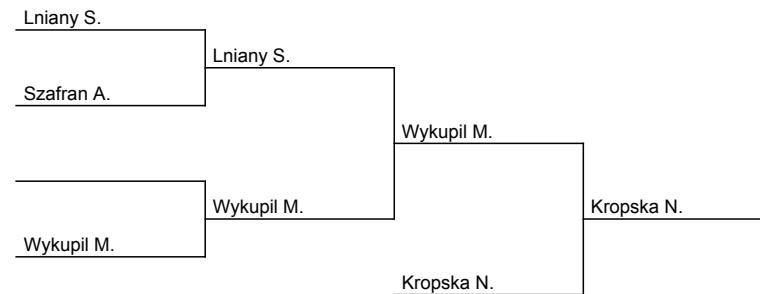 Lniany S.
Lniany S.
Szafran A.
Wykupil M.
Wykupil M.
Kropska N.
Wykupil M.
Kropska N.